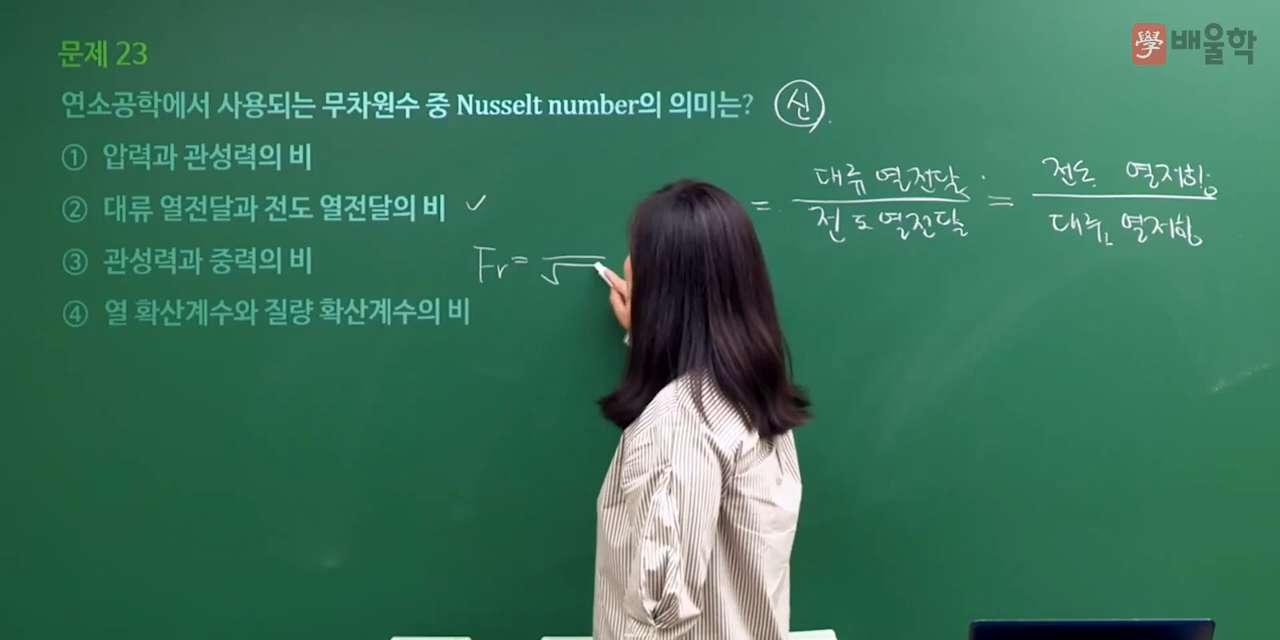 學 배울학
문제 23
연소공학에서 사용되는 무차원수 중 Nusselt number의 의미는? 신
① 압력과 관성력의 비
② 대류 열전달과 전도 열전달의 비 ✓
③ 관성력과 중력의 비
④ 열 확산계수와 질량 확산계수의 비
= 대류 열전달 / 전도 열전달 = 전도 열저항 / 대류 열저항
Fr = √